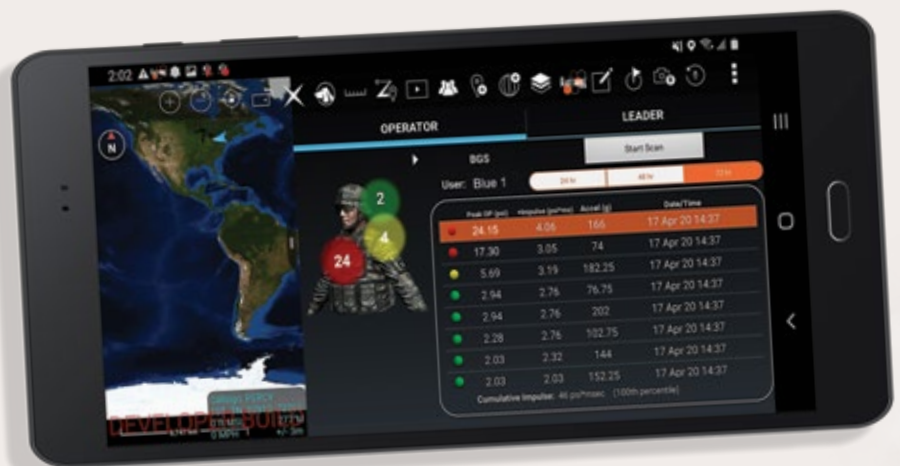 2:02
N
OPERATOR
LEADER
BGS
Start Scan
User: Blue 1
24 hr 48 hr 72 hr
2
4
24
Peak OP (psi) +Impulse (psi*ms) Accel (g) Date/Time
24.15 4.06 166 17 Apr 20 14:37
17.30 3.05 74 17 Apr 20 14:37
5.69 3.19 182.25 17 Apr 20 14:37
2.94 2.76 76.75 17 Apr 20 14:37
2.94 2.76 202 17 Apr 20 14:37
2.28 2.76 102.75 17 Apr 20 14:37
2.03 2.32 144 17 Apr 20 14:37
2.03 2.03 152.25 17 Apr 20 14:37
Cumulative Impulse: 46 psi*msec (100th percentile)
DEVELOPER BUILD
0 MPH